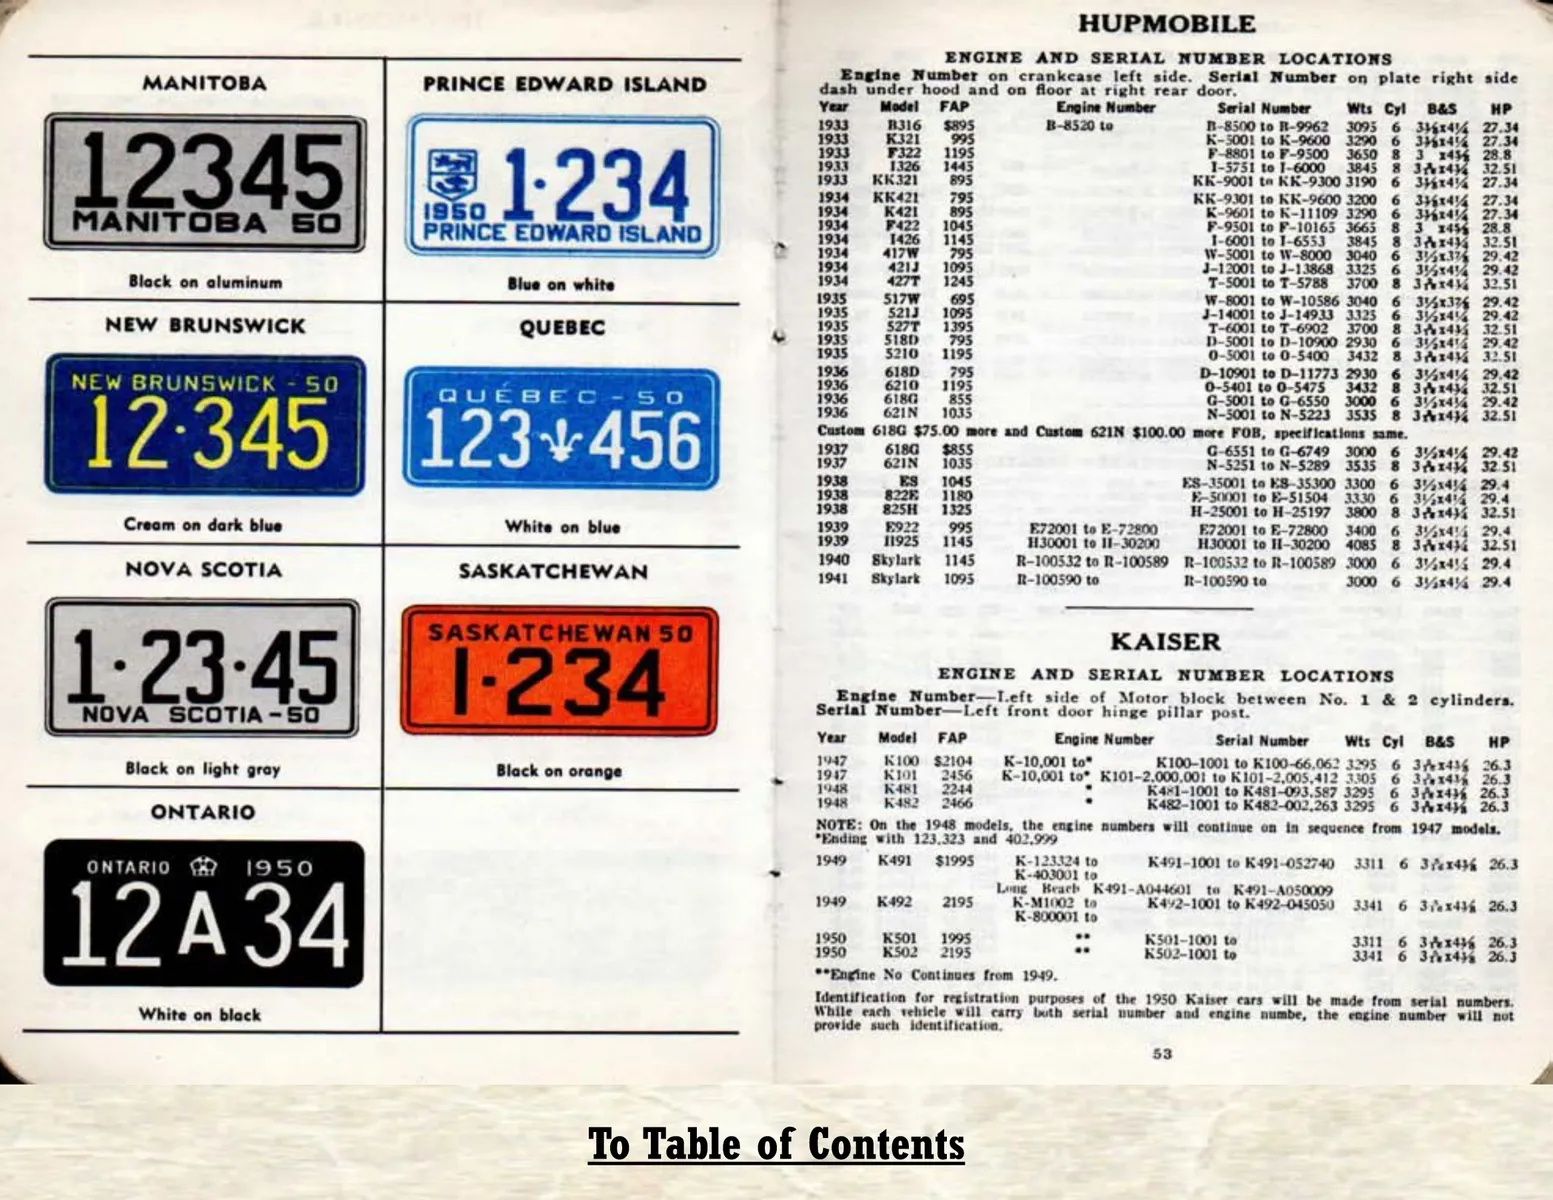 MANITOBA
12345
MANITOBA 50
Black on aluminum
PRINCE EDWARD ISLAND
1950 1·234
PRINCE EDWARD ISLAND
Blue on white
NEW BRUNSWICK
NEW BRUNSWICK - 50
12·345
Cream on dark blue
QUEBEC
QUÉBEC - 50
123 456
White on blue
NOVA SCOTIA
1·23·45
NOVA SCOTIA-50
Black on light gray
SASKATCHEWAN
SASKATCHEWAN 50
1·234
Black on orange
ONTARIO
ONTARIO 1950
12A34
White on black
HUPMOBILE
ENGINE AND SERIAL NUMBER LOCATIONS
Engine Number on crankcase left side. Serial Number on plate right side
dash under hood and on floor at right rear door.
Year Model FAP Engine Number Serial Number Wts Cyl B&S HP
1933 B316 $895 B-8520 to B-8500 to B-9962 3095 6 27.34
1933 K321 995 K-5001 to K-9600 3290 6 27.34
1933 F322 1195 F-8801 to F-9500 3650 8 28.8
1933 I326 1445 I-5751 to I-6000 3845 8 32.51
1933 KK321 895 KK-9001 to KK-9300 3190 6 27.34
1934 KK421 795 KK-9301 to KK-9600 3200 6 27.34
1934 K421 895 K-9601 to K-11109 3290 6 27.34
1934 F422 1045 F-9501 to F-10165 3665 8 28.8
1934 I426 1145 I-6001 to I-6553 3845 8 32.51
1934 417W 795 W-5001 to W-8000 3040 6 29.42
1934 421J 1095 J-12001 to J-13868 3325 6 29.42
1934 427T 1245 T-5001 to T-5788 3700 8 32.51
1935 517W 695 W-8001 to W-10586 3040 6 29.42
1935 521J 1095 J-14001 to J-14933 3325 6 29.42
1935 527T 1395 T-6001 to T-6902 3700 8 32.51
1935 518D 795 D-5001 to D-10900 2930 6 29.42
1935 521O 1195 O-5001 to O-5400 3432 8 32.51
1936 618D 795 D-10901 to D-11773 2930 6 29.42
1936 621O 1195 O-5401 to O-5475 3432 8 32.51
1936 618G 855 G-5001 to G-6550 3000 6 29.42
1936 621N 1035 N-5001 to N-5223 3535 8 32.51
Custom 618G $75.00 more and Custom 621N $100.00 more FOB, specifications same.
1937 618G $855 G-6551 to G-6749 3000 6 29.42
1937 621N 1035 N-5251 to N-5289 3535 8 32.51
1938 ES 1045 ES-35001 to ES-35300 3300 6 29.4
1938 822E 1180 E-50001 to E-51504 3330 6 29.4
1938 825H 1325 H-25001 to H-25197 3800 8 32.51
1939 E922 995 E72001 to E-72800 E72001 to E-72800 3400 6 29.4
1939 H925 1145 H30001 to H-30200 H30001 to H-30200 4085 8 32.51
1940 Skylark 1145 R-100532 to R-100589 R-100532 to R-100589 3000 6 29.4
1941 Skylark 1095 R-100590 to R-100590 to 3000 6 29.4
KAISER
ENGINE AND SERIAL NUMBER LOCATIONS
Engine Number—Left side of Motor block between No. 1 & 2 cylinders.
Serial Number—Left front door hinge pillar post.
Year Model FAP Engine Number Serial Number Wts Cyl B&S HP
1947 K100 $2104 K-10,001 to* K100-1001 to K100-66,062 3295 6 26.3
1947 K101 2456 K-10,001 to* K101-2,000,001 to K101-2,005,412 3305 6 26.3
1948 K481 2244 * K481-1001 to K481-093,587 3295 6 26.3
1948 K482 2466 * K482-1001 to K482-002,263 3295 6 26.3
NOTE: On the 1948 models, the engine numbers will continue on in sequence from 1947 models.
*Ending with 123,323 and 402,999
1949 K491 $1995 K-123324 to K491-1001 to K491-052740 3311 6 26.3
K-403001 to
Long Beach K491-A044601 to K491-A050009
1949 K492 2195 K-M1002 to K492-1001 to K492-045050 3341 6 26.3
K-800001 to
1950 K501 1995 ** K501-1001 to 3311 6 26.3
1950 K502 2195 ** K502-1001 to 3341 6 26.3
**Engine No Continues from 1949.
Identification for registration purposes of the 1950 Kaiser cars will be made from serial numbers.
While each vehicle will carry both serial number and engine numbe, the engine number will not
provide such identification.
53
To Table of Contents